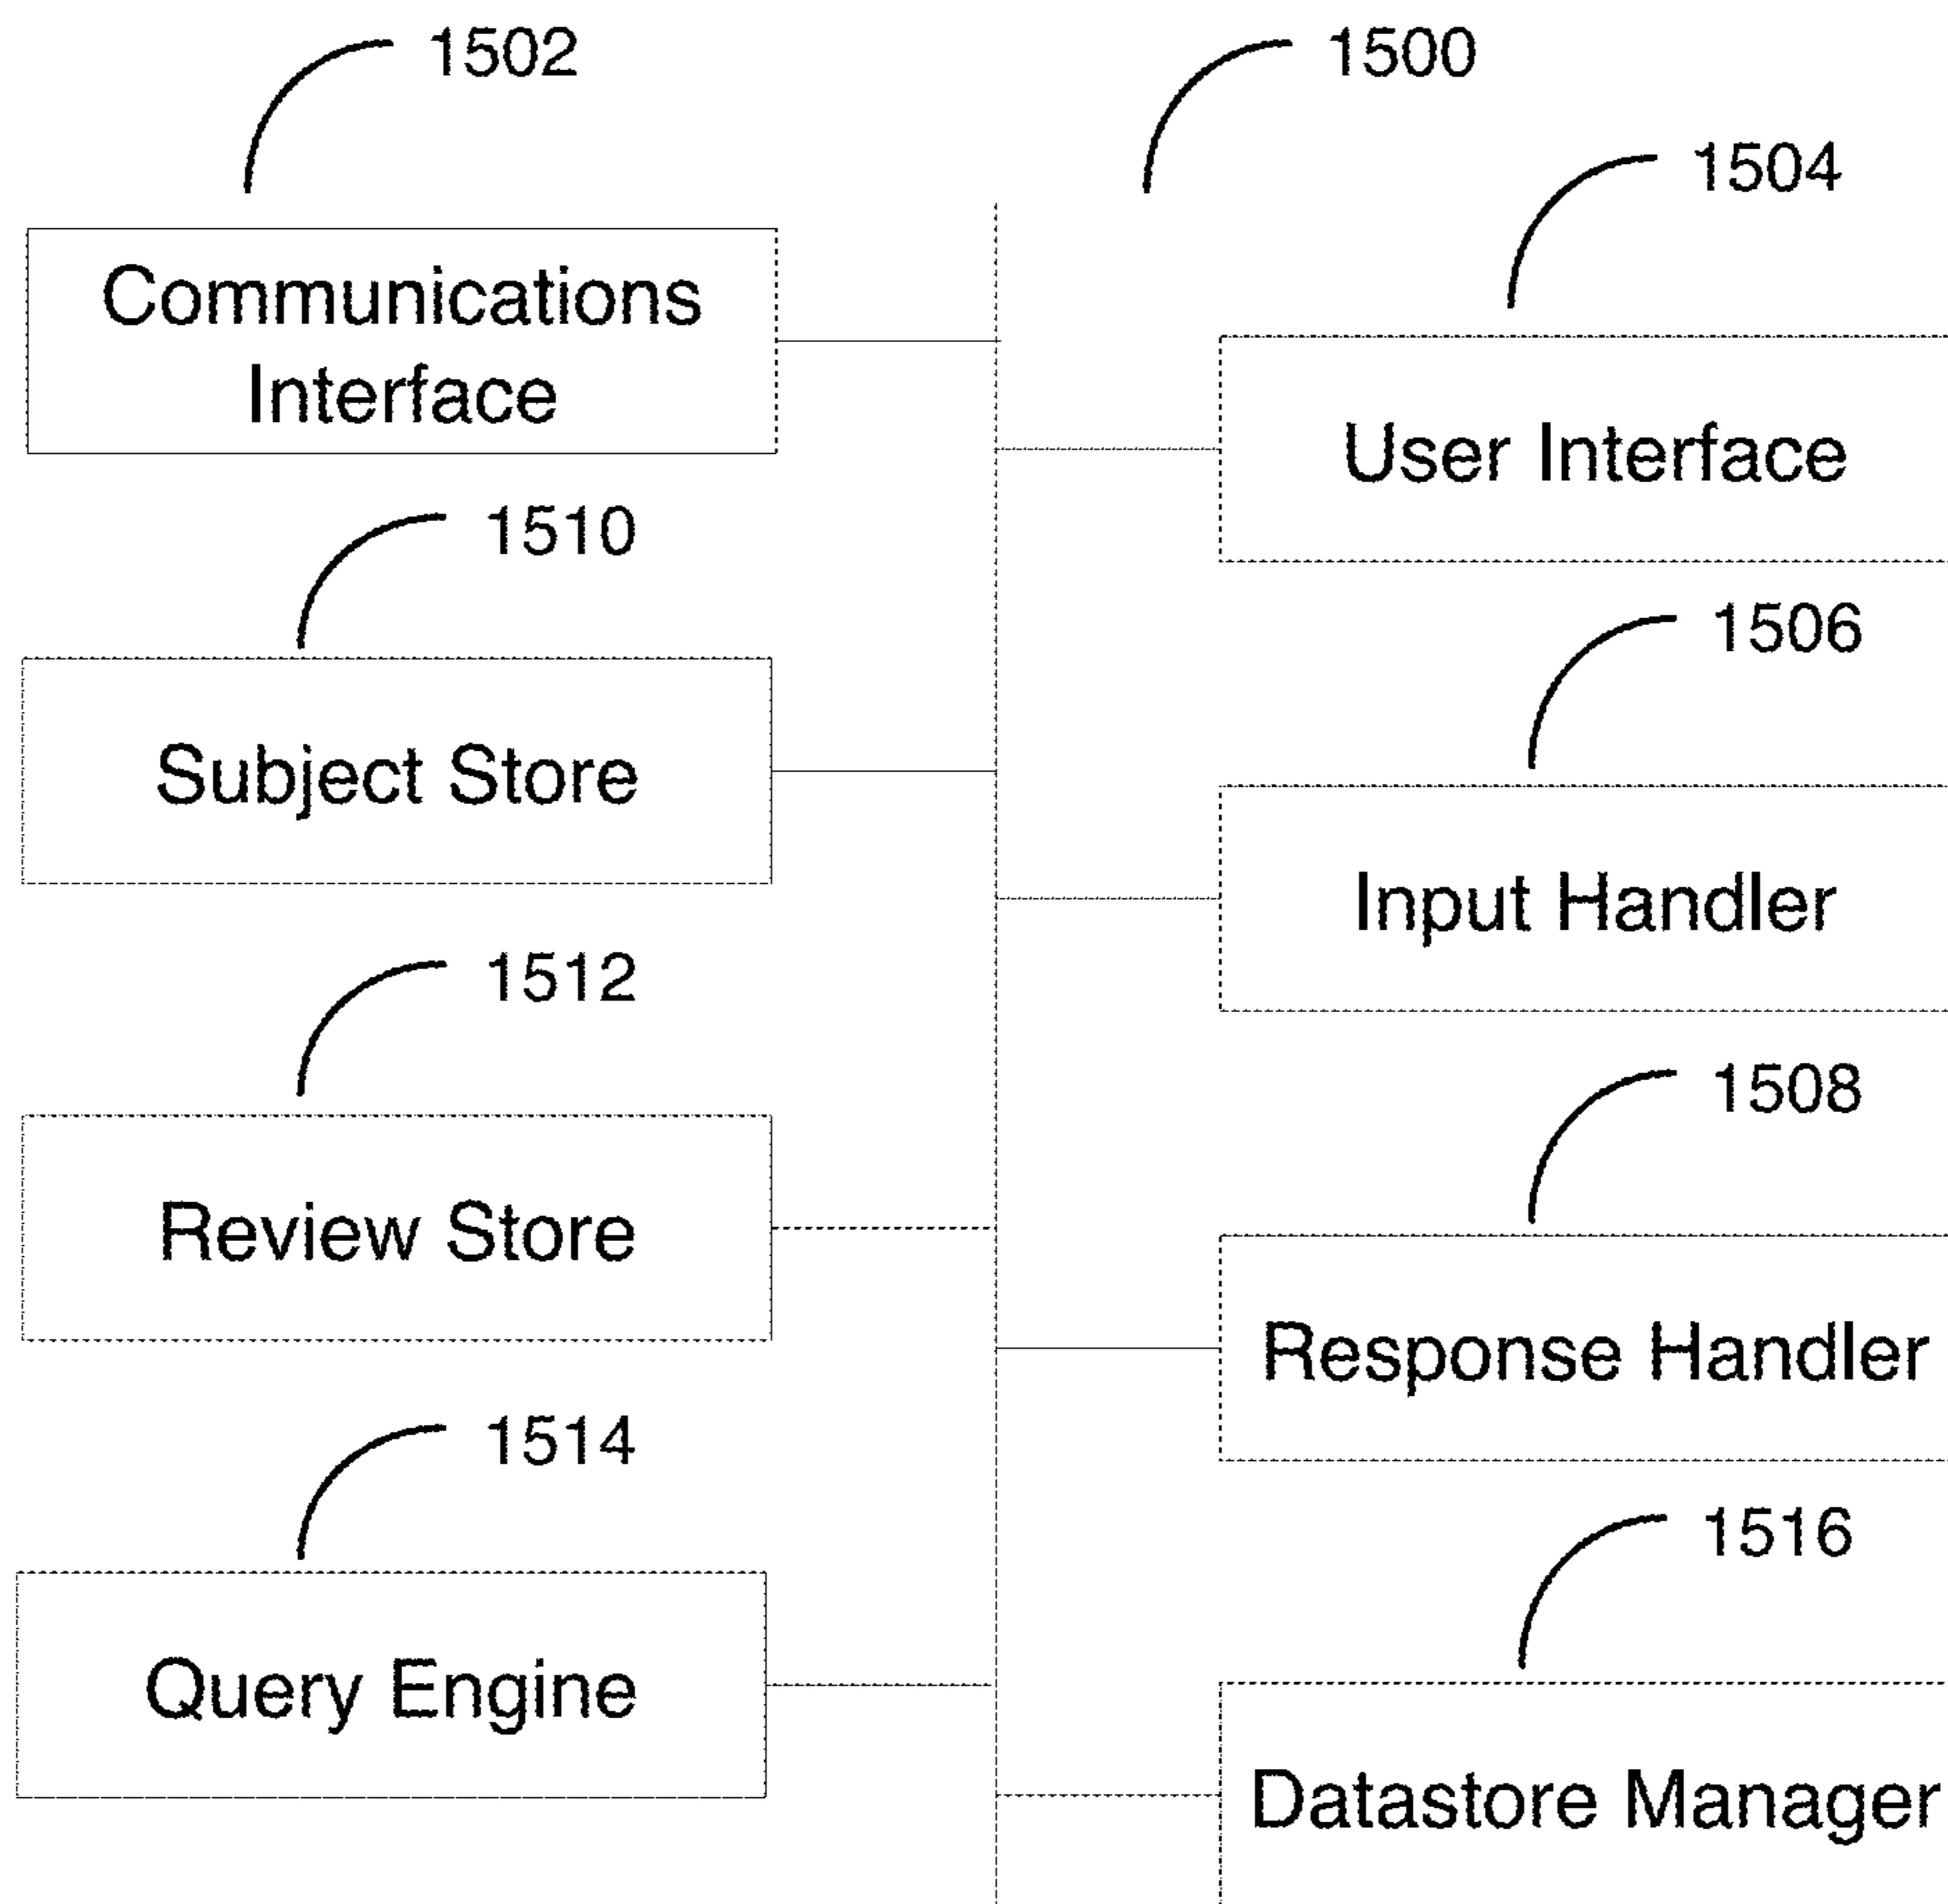 1502
1500
1504
Communications
Interface
User Interface
1510
1506
Subject Store
Input Handler
1512
1508
Review Store
Response Handler
1514
1516
Query Engine
Datastore Manager